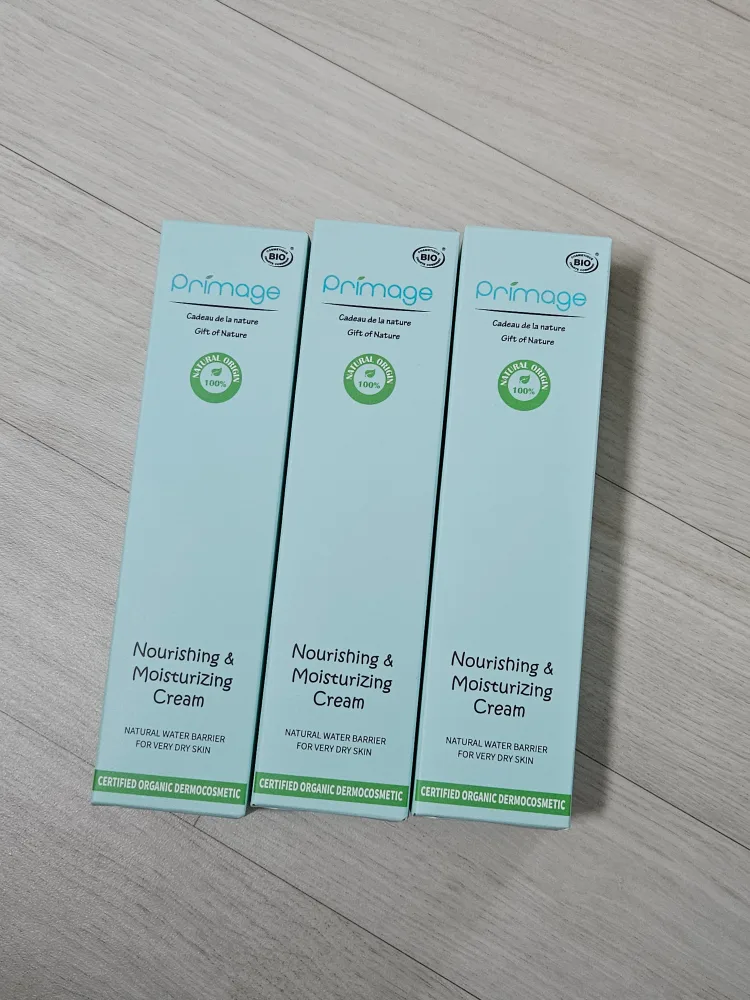 BIO
Primage
Cadeau de la nature
Gift of Nature
NATURAL ORIGIN
100%
Nourishing &
Moisturizing
Cream
NATURAL WATER BARRIER
FOR VERY DRY SKIN
CERTIFIED ORGANIC DERMOCOSMETIC
BIO
Primage
Cadeau de la nature
Gift of Nature
NATURAL ORIGIN
100%
Nourishing &
Moisturizing
Cream
NATURAL WATER BARRIER
FOR VERY DRY SKIN
CERTIFIED ORGANIC DERMOCOSMETIC
BIO
Primage
Cadeau de la nature
Gift of Nature
NATURAL ORIGIN
100%
Nourishing &
Moisturizing
Cream
NATURAL WATER BARRIER
FOR VERY DRY SKIN
CERTIFIED ORGANIC DERMOCOSMETIC